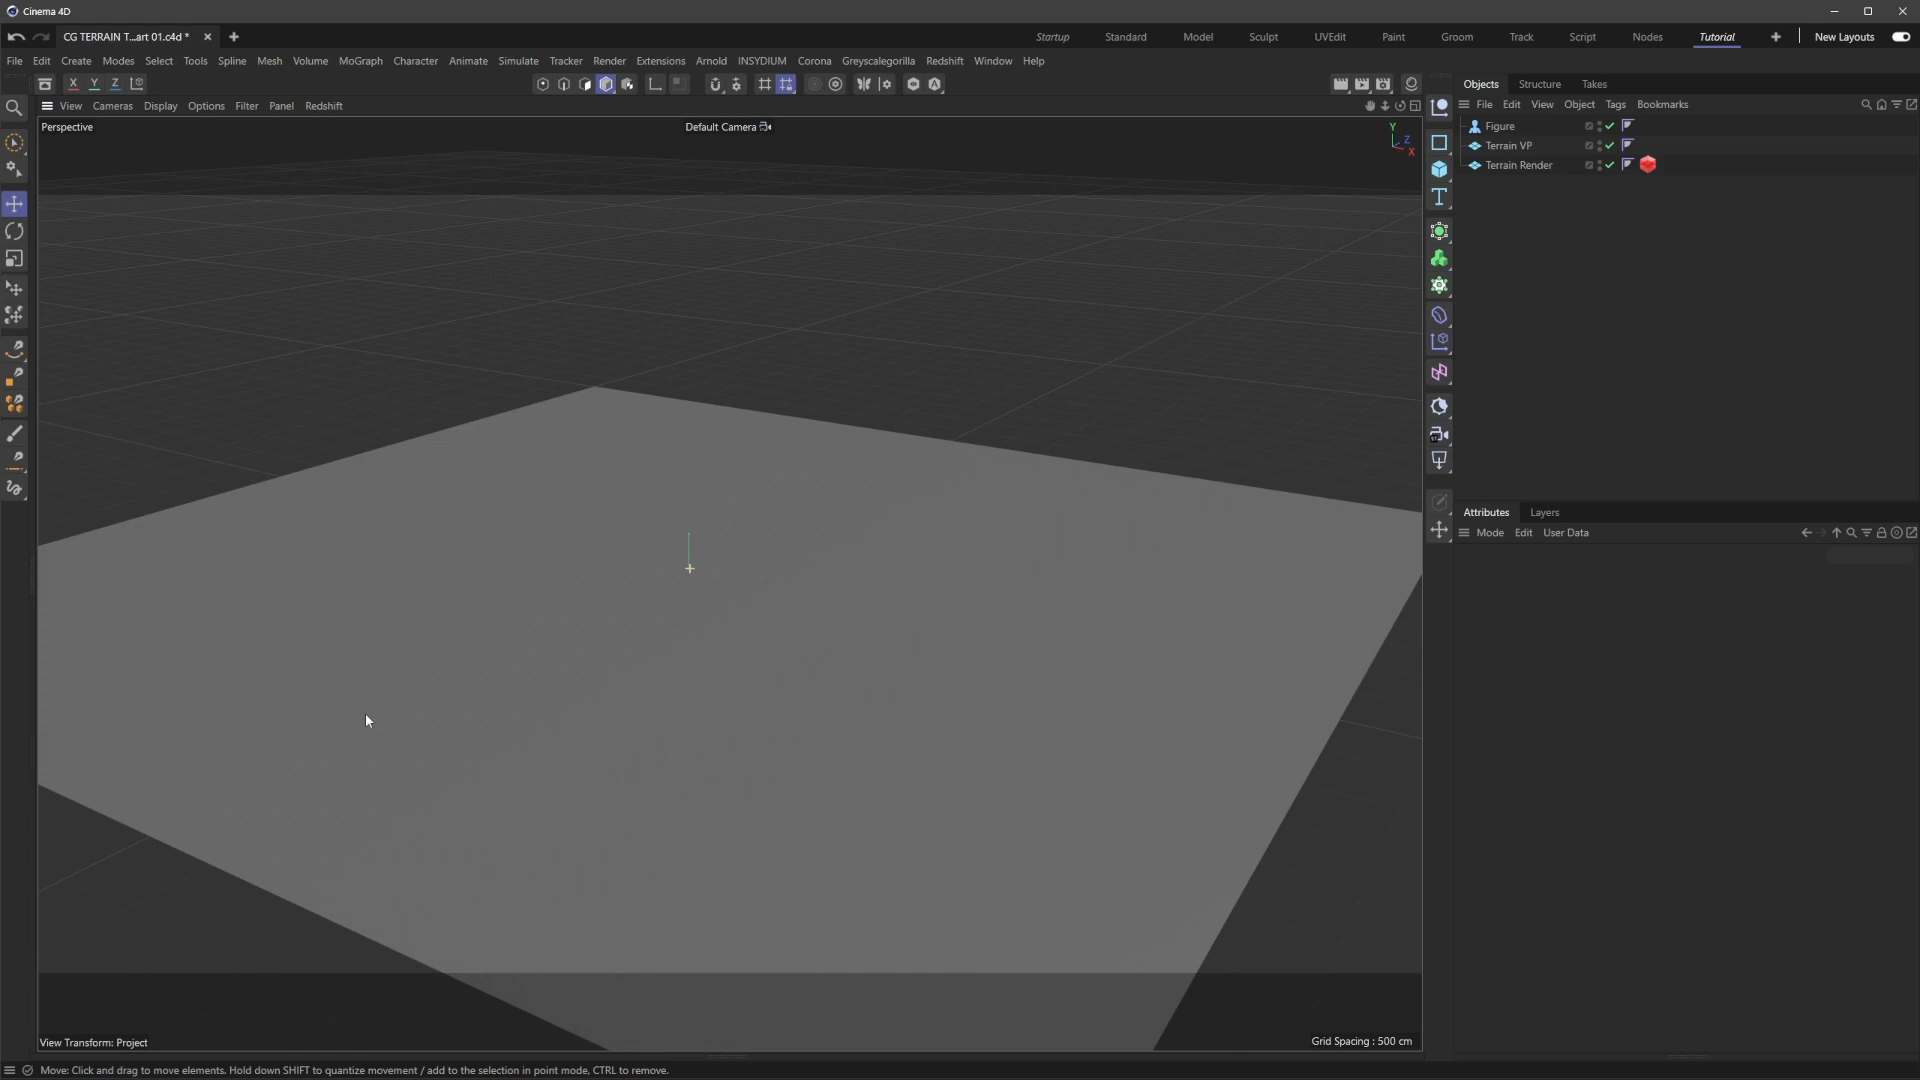 Cinema 4D
CG TERRAIN T...art 01.c4d *
Startup
Standard
Model
Sculpt
UVEdit
Paint
Groom
Track
Script
Nodes
Tutorial
New Layouts
File Edit Create Modes Select Tools Spline Mesh Volume MoGraph Character Animate Simulate Tracker Render Extensions Arnold INSYDIUM Corona Greyscalegorilla Redshift Window Help
X Y Z
Objects Structure Takes
View Cameras Display Options Filter Panel Redshift
File Edit View Object Tags Bookmarks
Perspective
Default Camera
Y
Z
X
Figure
Terrain VP
Terrain Render
Attributes Layers
Mode Edit User Data
View Transform: Project
Grid Spacing : 500 cm
Move: Click and drag to move elements. Hold down SHIFT to quantize movement / add to the selection in point mode, CTRL to remove.